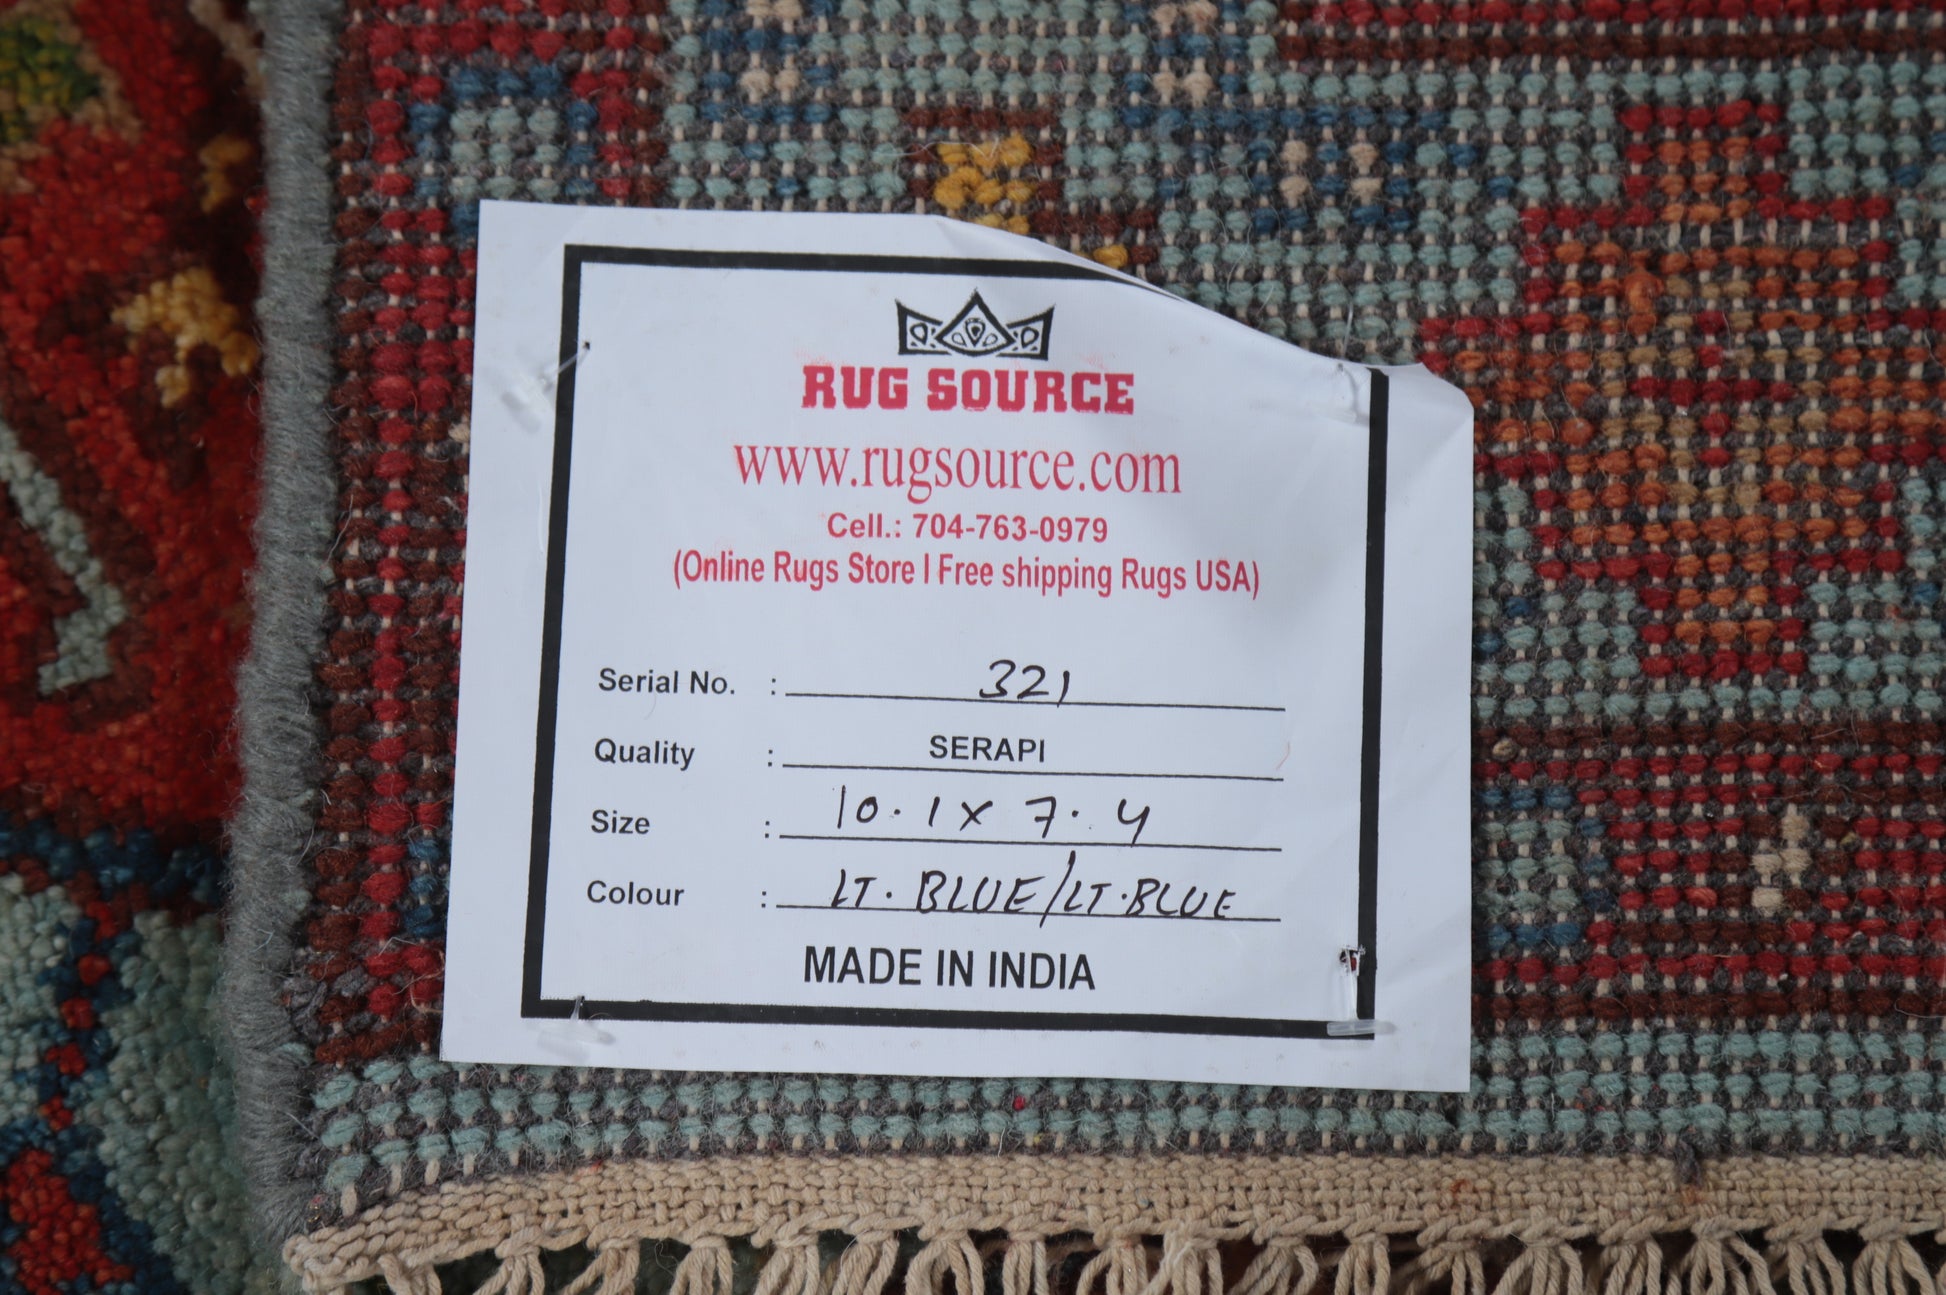 RUG SOURCE
www.rugsource.com
Cell.: 704-763-0979
(Online Rugs Store I Free shipping Rugs USA)
Serial No. : 321
Quality : SERAPI
Size : 10.1 x 7.4
Colour : LT. BLUE/LT.BLUE
MADE IN INDIA